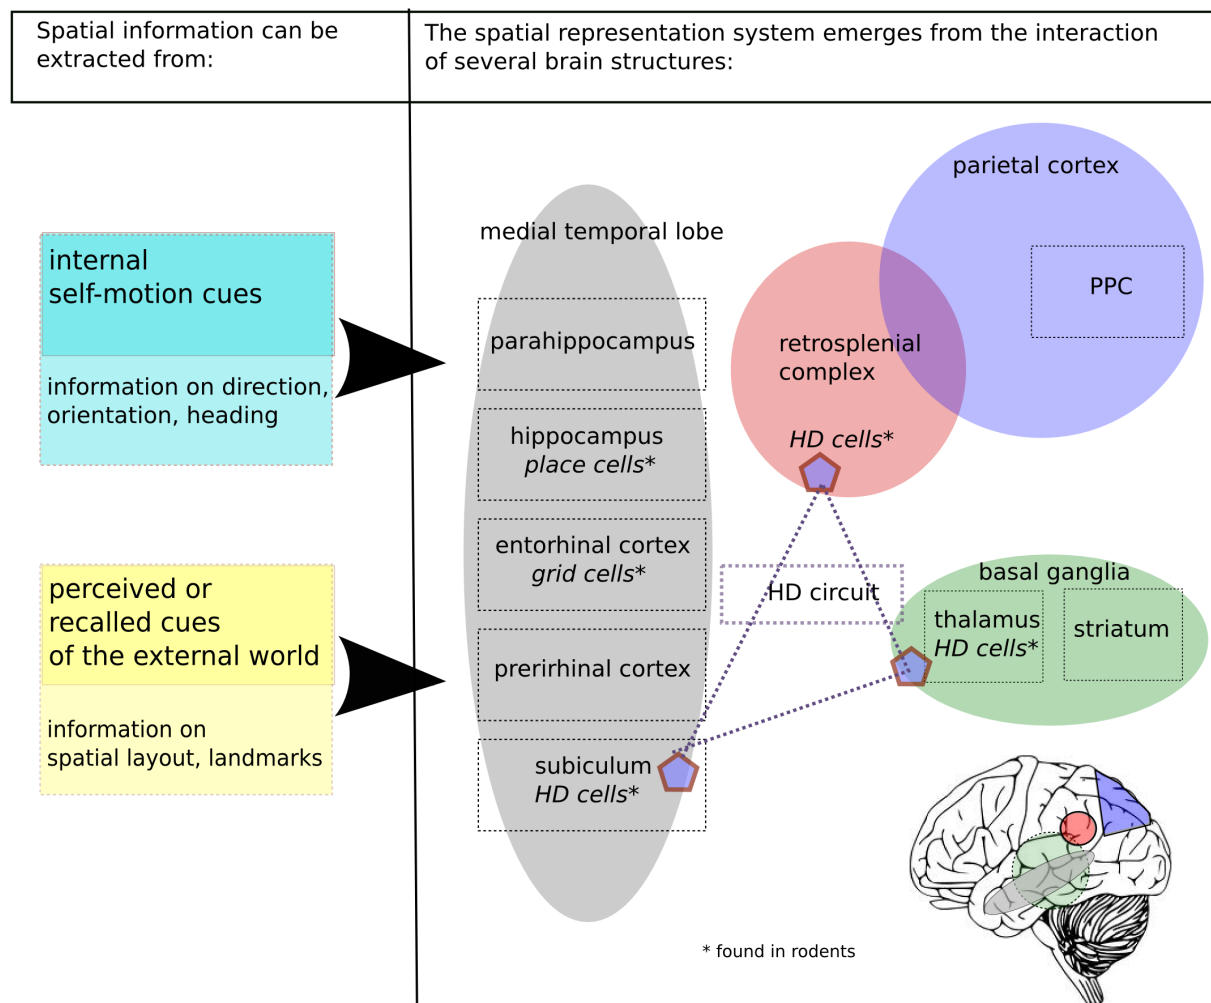 Spatial information can be
extracted from:
The spatial representation system emerges from the interaction
of several brain structures:
internal
self-motion cues
information on direction,
orientation, heading
perceived or
recalled cues
of the external world
information on
spatial layout, landmarks
medial temporal lobe
parahippocampus
hippocampus
place cells*
entorhinal cortex
grid cells*
prerirhinal cortex
subiculum
HD cells*
parietal cortex
PPC
retrosplenial
complex
HD cells*
HD circuit
basal ganglia
thalamus
HD cells*
striatum
* found in rodents